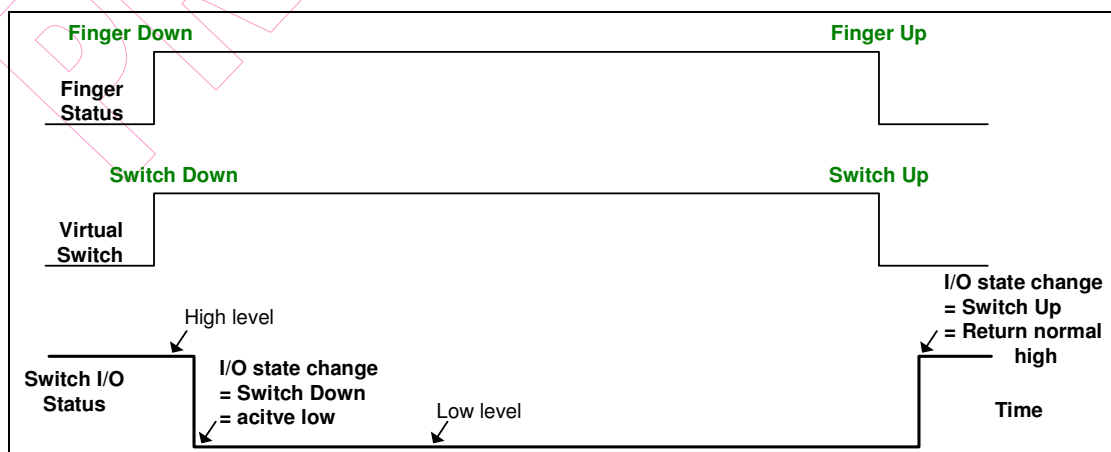 Finger Down
Finger Up
Finger
Status
Switch Down
Switch Up
Virtual
Switch
I/O state change
= Switch Up
= Return normal
high
High level
Switch I/O
Status
I/O state change
= Switch Down
= acitve low
Low level
Time